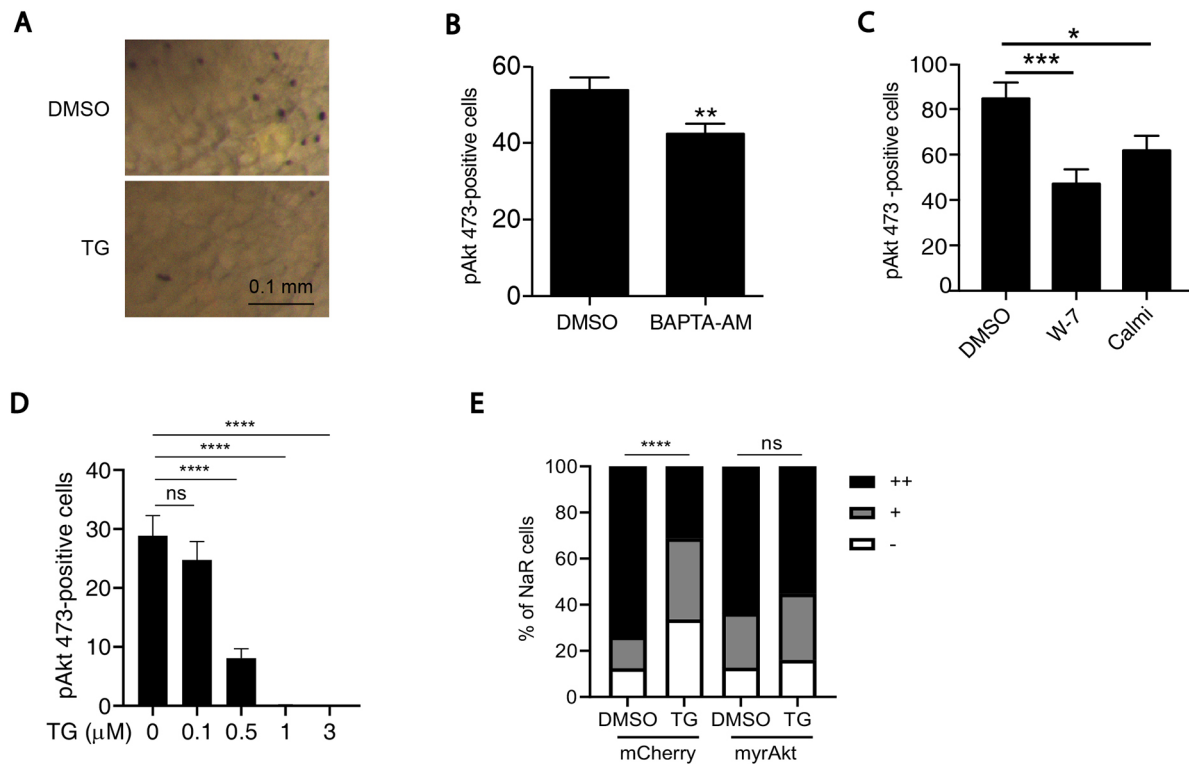 A
DMSO
TG
0.1 mm
B
pAkt 473-positive cells
60
40
20
0
**
DMSO
BAPTA-AM
C
pAkt 473 -positive cells
100
80
60
40
20
0
*
***
DMSO
W-7
Calmi
D
pAkt 473-positive cells
40
30
20
10
0
****
****
****
ns
TG (μM) 0 0.1 0.5 1 3
E
% of NaR cells
100
80
60
40
20
0
**** ns
DMSO TG DMSO TG
mCherry myrAkt
++
+
-